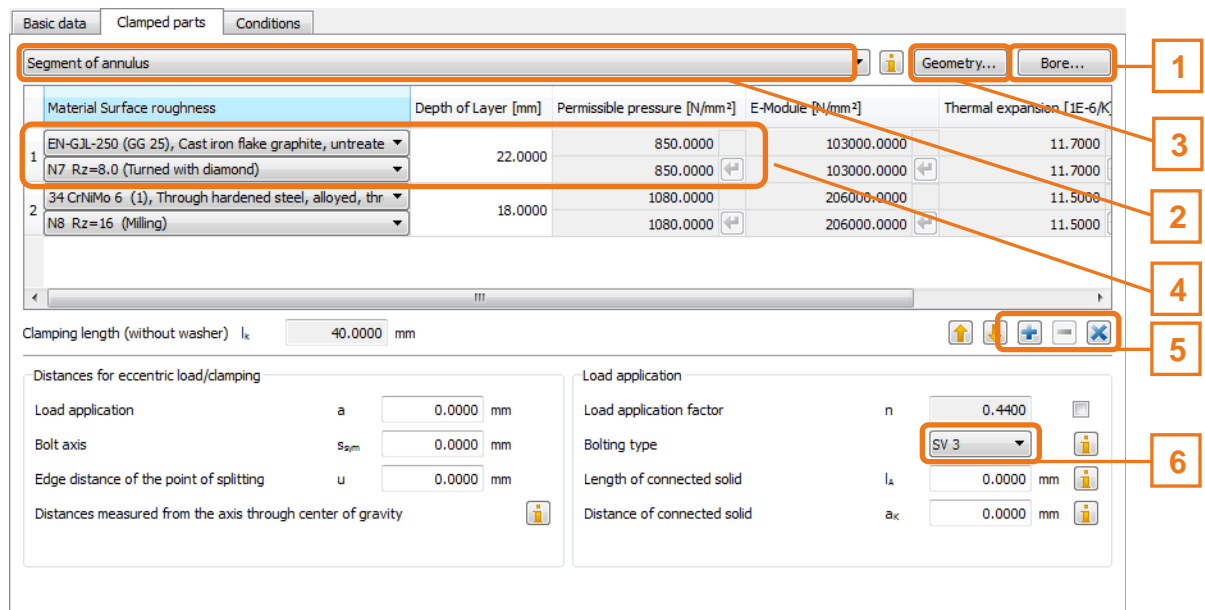 Basic data Clamped parts Conditions
Segment of annulus Geometry... Bore... 1
Material Surface roughness Depth of Layer [mm] Permissible pressure [N/mm²] E-Module [N/mm²] Thermal expansion [1E-6/K]
3
1 EN-GJL-250 (GG 25), Cast iron flake graphite, untreate 22.0000 850.0000 103000.0000 11.7000
N7 Rz=8.0 (Turned with diamond) 850.0000 103000.0000 11.7000
2 34 CrNiMo 6 (1), Through hardened steel, alloyed, thr 18.0000 1080.0000 206000.0000 11.5000
N8 Rz=16 (Milling) 1080.0000 206000.0000 11.5000
2
4
Clamping length (without washer) lk 40.0000 mm
5
Distances for eccentric load/clamping Load application
Load application a 0.0000 mm Load application factor n 0.4400
Bolt axis ssym 0.0000 mm Bolting type SV 3
6
Edge distance of the point of splitting u 0.0000 mm Length of connected solid lA 0.0000 mm
Distances measured from the axis through center of gravity Distance of connected solid aK 0.0000 mm